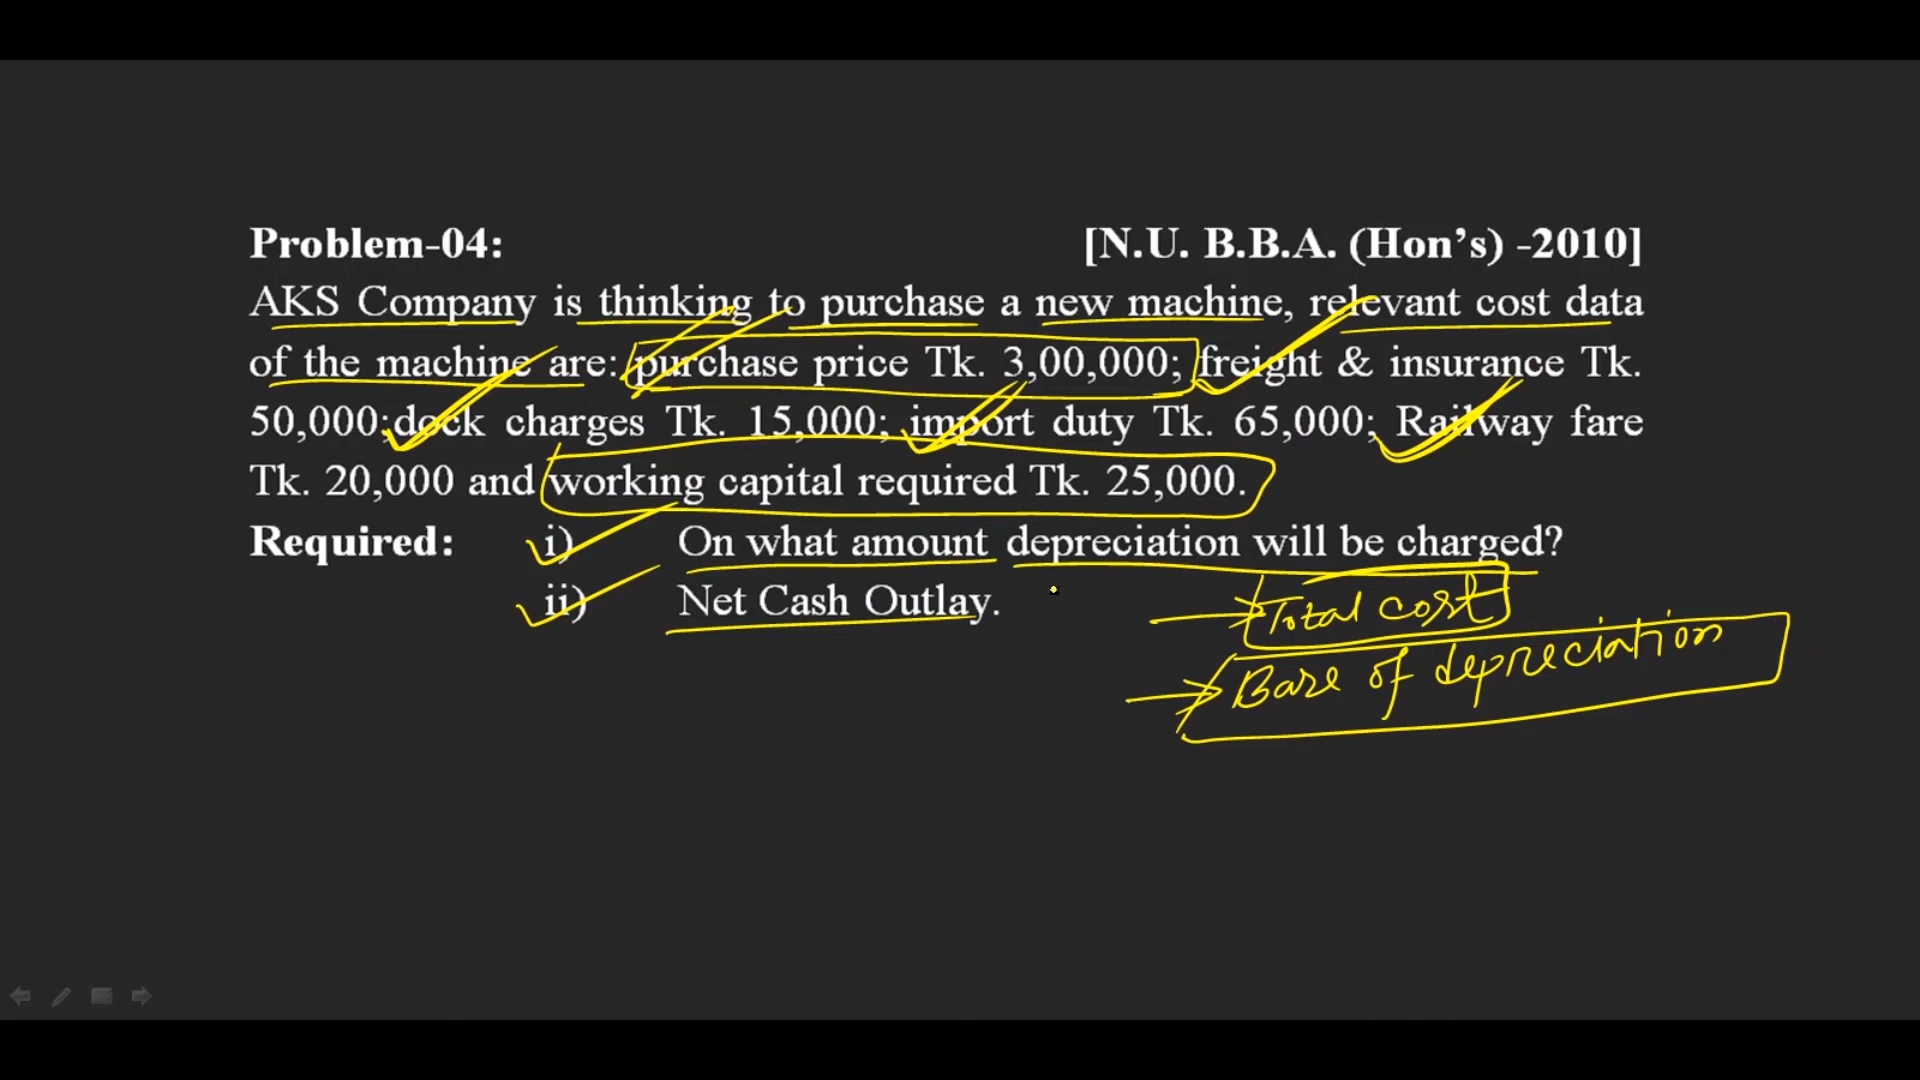 Problem-04: [N.U. B.B.A. (Hon’s) -2010]
AKS Company is thinking to purchase a new machine, relevant cost data
of the machine are: purchase price Tk. 3,00,000; freight & insurance Tk.
50,000;dock charges Tk. 15,000; import duty Tk. 65,000; Railway fare
Tk. 20,000 and working capital required Tk. 25,000.
Required: i) On what amount depreciation will be charged?
ii) Net Cash Outlay.
Total cost
Base of depreciation